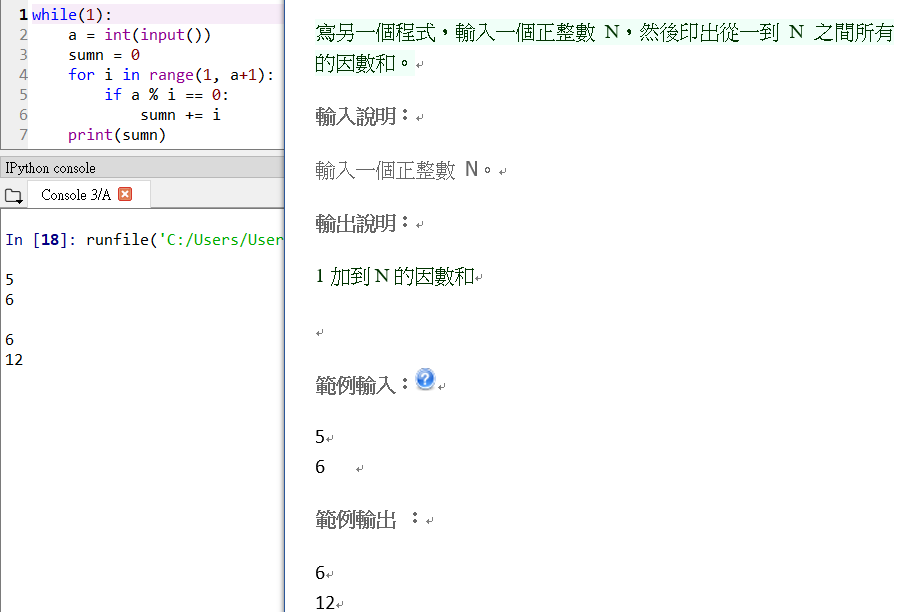 1 while(1):
2     a = int(input())
3     sumn = 0
4     for i in range(1, a+1):
5         if a % i == 0:
6             sumn += i
7     print(sumn)
IPython console
Console 3/A
In [18]: runfile('C:/Users/User
5
6
6
12
寫另一個程式，輸入一個正整數 N，然後印出從一到 N 之間所有
的因數和。
輸入說明：
輸入一個正整數 N。
輸出說明：
1 加到 N 的因數和
範例輸入：
5
6
範例輸出 ：
6
12